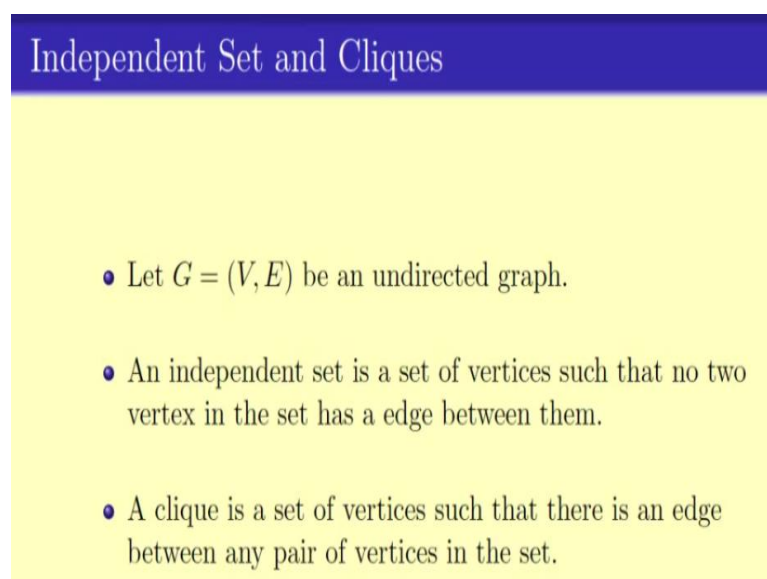 Independent Set and Cliques
Let G = (V, E) be an undirected graph.
An independent set is a set of vertices such that no two
vertex in the set has a edge between them.
A clique is a set of vertices such that there is an edge
between any pair of vertices in the set.